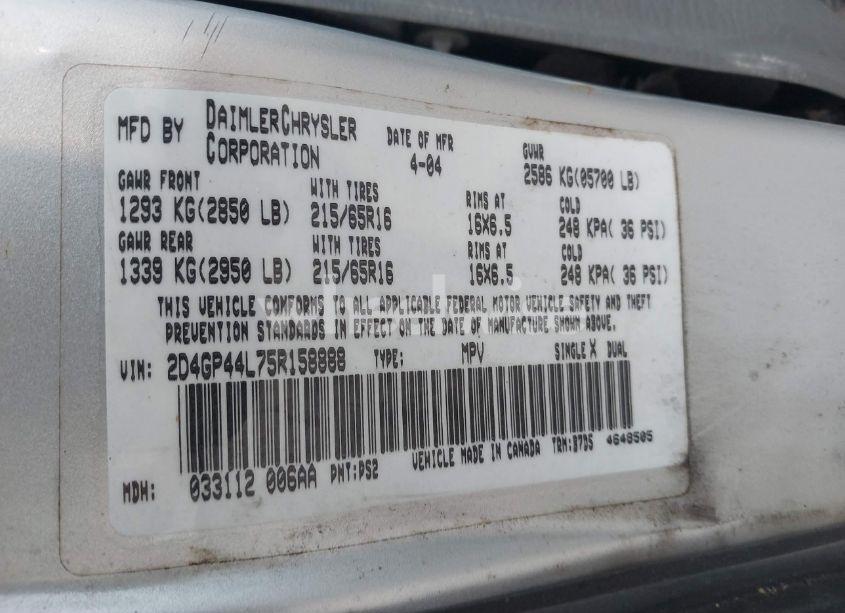 MFD BY DAIMLERCHRYSLER CORPORATION DATE OF MFR 4-04 GVWR 2586 KG(05700 LB)
GAWR FRONT WITH TIRES RIMS AT COLD
1293 KG(2850 LB) 215/65R16 16X6.5 248 KPA( 36 PSI)
GAWR REAR WITH TIRES RIMS AT COLD
1339 KG(2950 LB) 215/65R16 16X6.5 248 KPA( 36 PSI)
THIS VEHICLE CONFORMS TO ALL APPLICABLE FEDERAL MOTOR VEHICLE SAFETY AND THEFT
PREVENTION STANDARDS IN EFFECT ON THE DATE OF MANUFACTURE SHOWN ABOVE.
VIN: 2D4GP44L75R158888 TYPE: MPV SINGLE X DUAL
MDH: 033112 006AA PNT:DS2 VEHICLE MADE IN CANADA TRM:B7DS 4648505